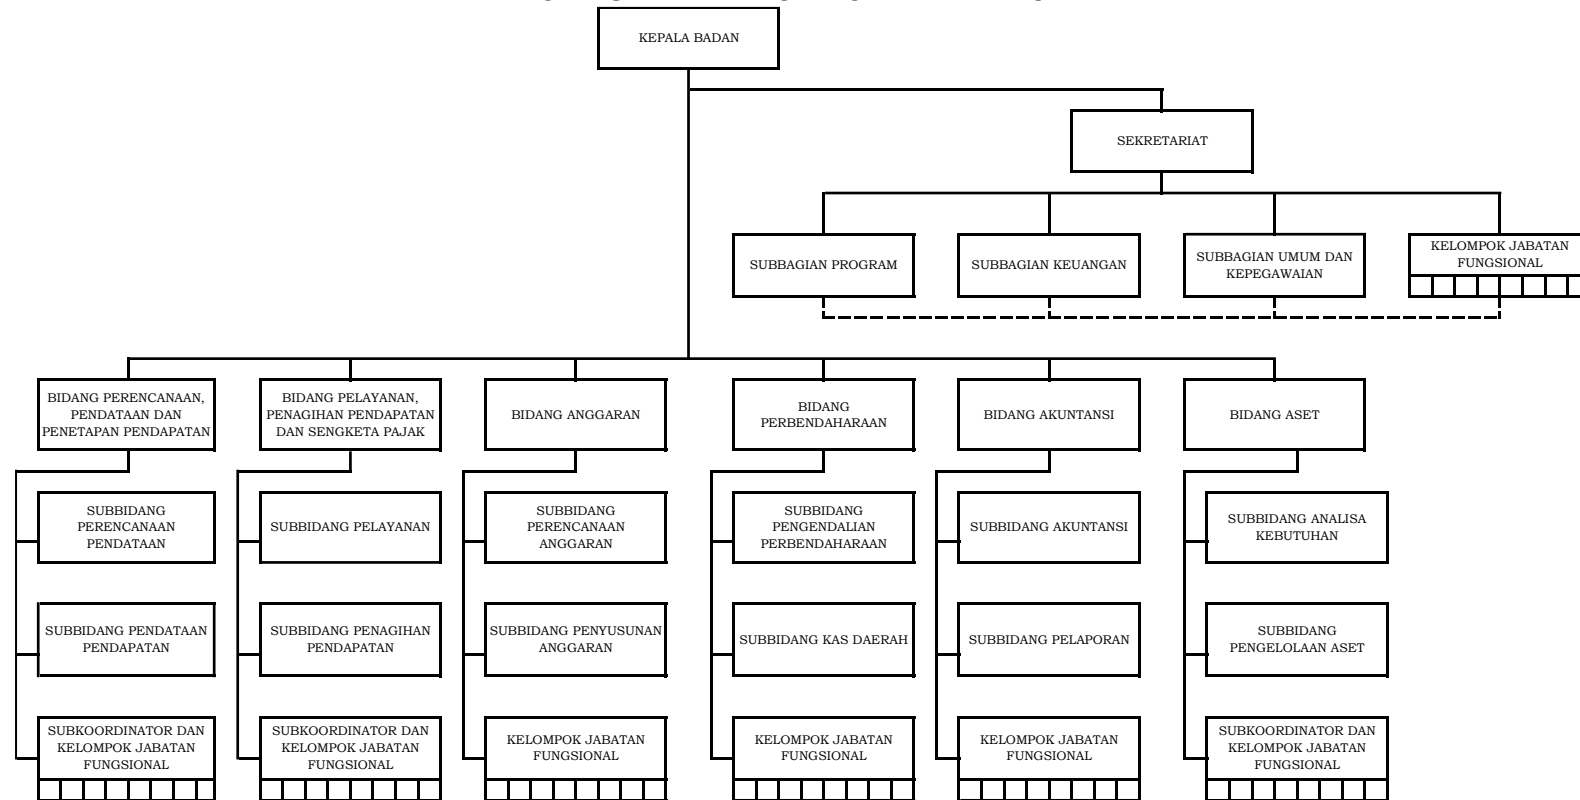 KEPALA BADAN
SEKRETARIAT
SUBBAGIAN PROGRAM
SUBBAGIAN KEUANGAN
SUBBAGIAN UMUM DAN
KEPEGAWAIAN
KELOMPOK JABATAN
FUNGSIONAL
BIDANG PERENCANAAN,
PENDATAAN DAN
PENETAPAN PENDAPATAN
BIDANG PELAYANAN,
PENAGIHAN PENDAPATAN
DAN SENGKETA PAJAK
BIDANG ANGGARAN
BIDANG
PERBENDAHARAAN
BIDANG AKUNTANSI
BIDANG ASET
SUBBIDANG
PERENCANAAN
PENDATAAN
SUBBIDANG PELAYANAN
SUBBIDANG
PERENCANAAN
ANGGARAN
SUBBIDANG
PENGENDALIAN
PERBENDAHARAAN
SUBBIDANG AKUNTANSI
SUBBIDANG ANALISA
KEBUTUHAN
SUBBIDANG PENDATAAN
PENDAPATAN
SUBBIDANG PENAGIHAN
PENDAPATAN
SUBBIDANG PENYUSUNAN
ANGGARAN
SUBBIDANG KAS DAERAH
SUBBIDANG PELAPORAN
SUBBIDANG
PENGELOLAAN ASET
SUBKOORDINATOR DAN
KELOMPOK JABATAN
FUNGSIONAL
SUBKOORDINATOR DAN
KELOMPOK JABATAN
FUNGSIONAL
KELOMPOK JABATAN
FUNGSIONAL
KELOMPOK JABATAN
FUNGSIONAL
KELOMPOK JABATAN
FUNGSIONAL
SUBKOORDINATOR DAN
KELOMPOK JABATAN
FUNGSIONAL